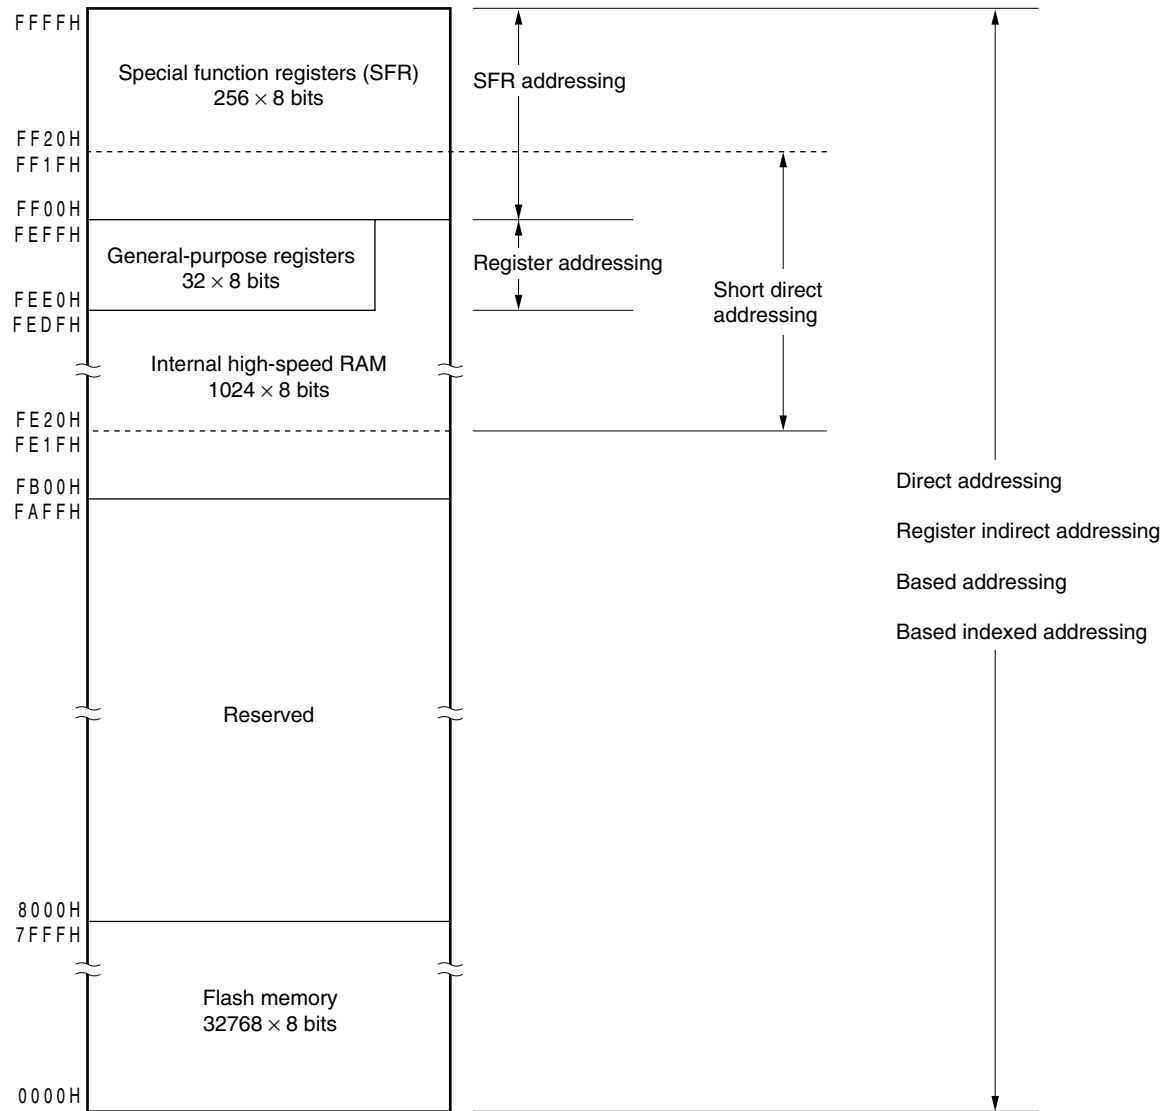 FFFFH
Special function registers (SFR)
256 × 8 bits
SFR addressing
FF20H
FF1FH
FF00H
FEFFH
General-purpose registers
32 × 8 bits
Register addressing
FEE0H
FEDFH
Short direct
addressing
Internal high-speed RAM
1024 × 8 bits
FE20H
FE1FH
FB00H
FAFFH
Direct addressing
Register indirect addressing
Based addressing
Based indexed addressing
Reserved
8000H
7FFFH
Flash memory
32768 × 8 bits
0000H